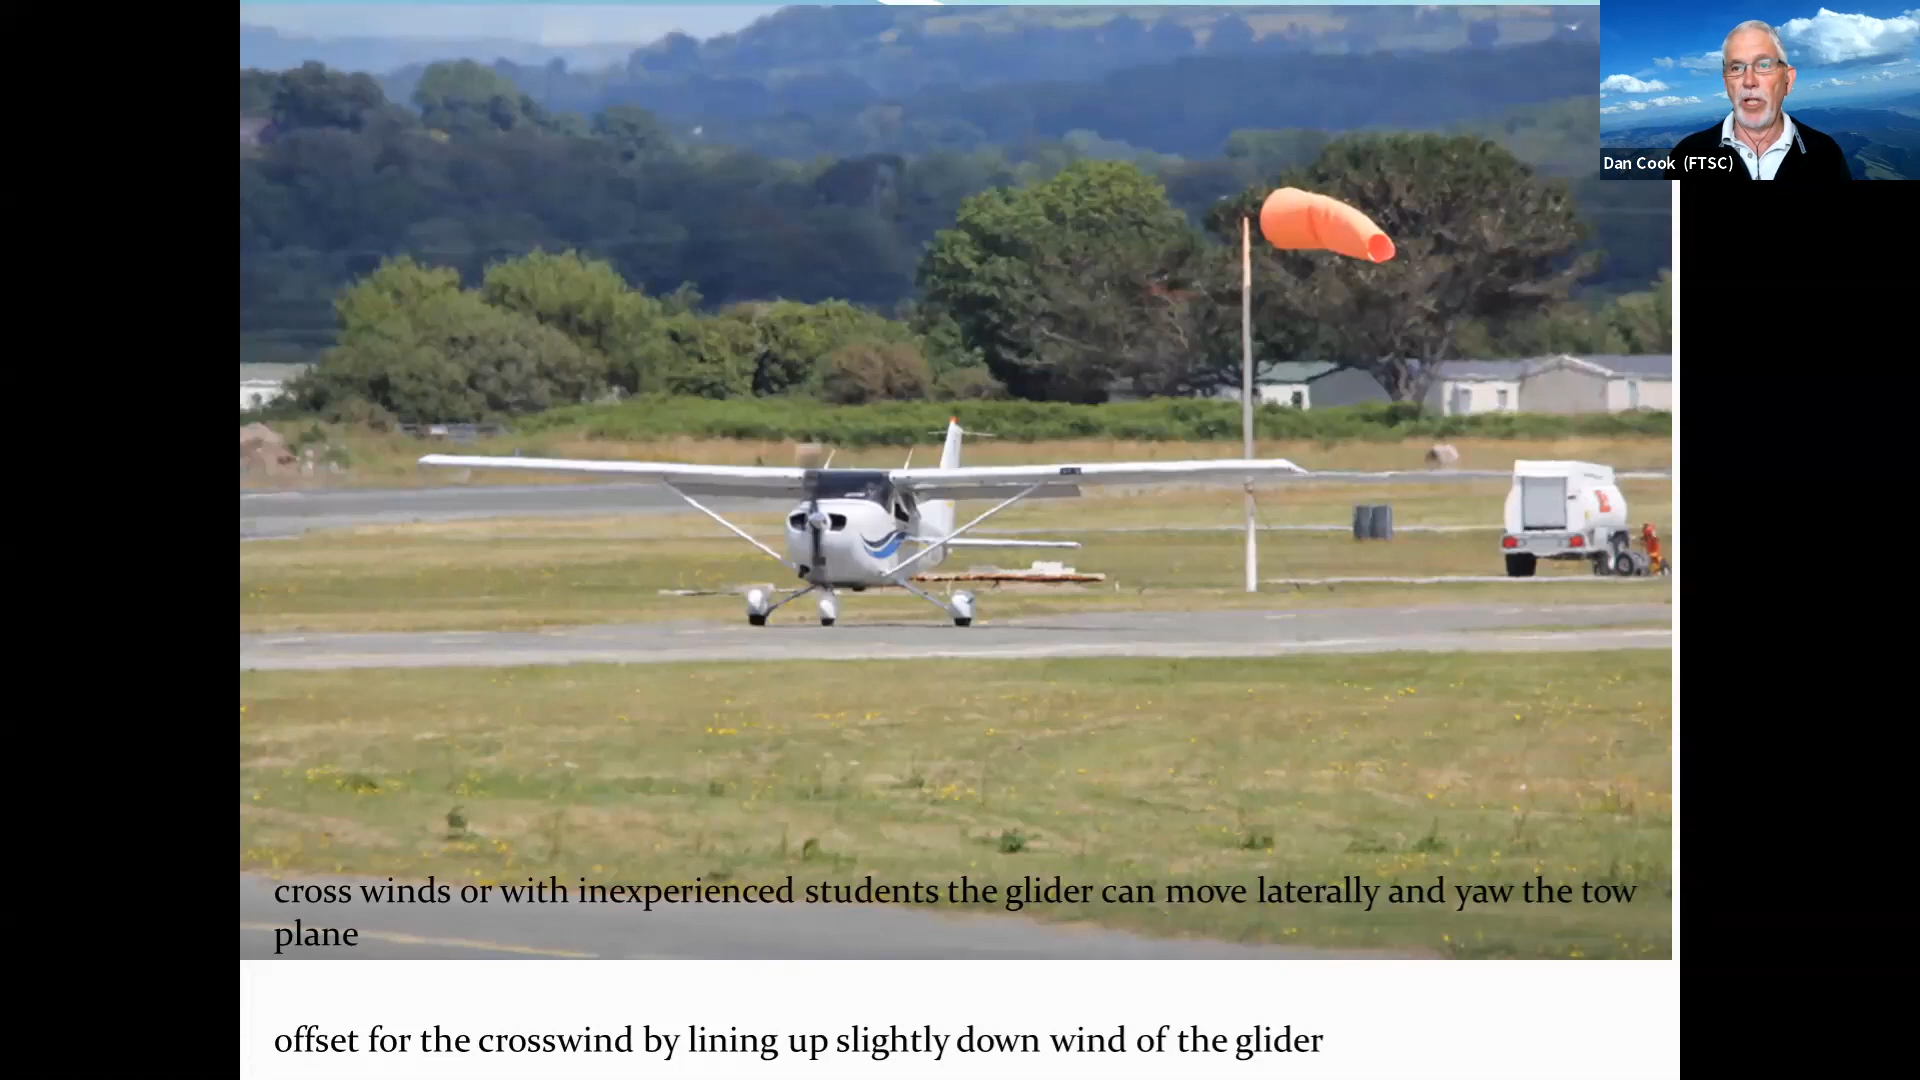 Dan Cook (FTSC)
cross winds or with inexperienced students the glider can move laterally and yaw the tow
plane
offset for the crosswind by lining up slightly down wind of the glider